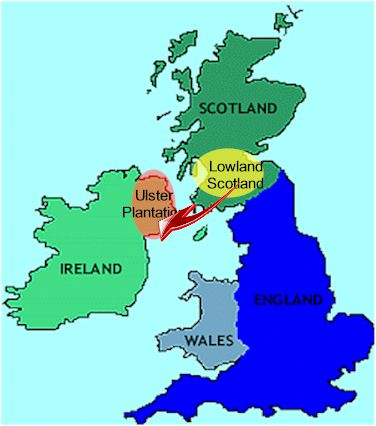 SCOTLAND
Lowland
Scotland
Ulster
Plantatio
IRELAND
ENGLAND
WALES